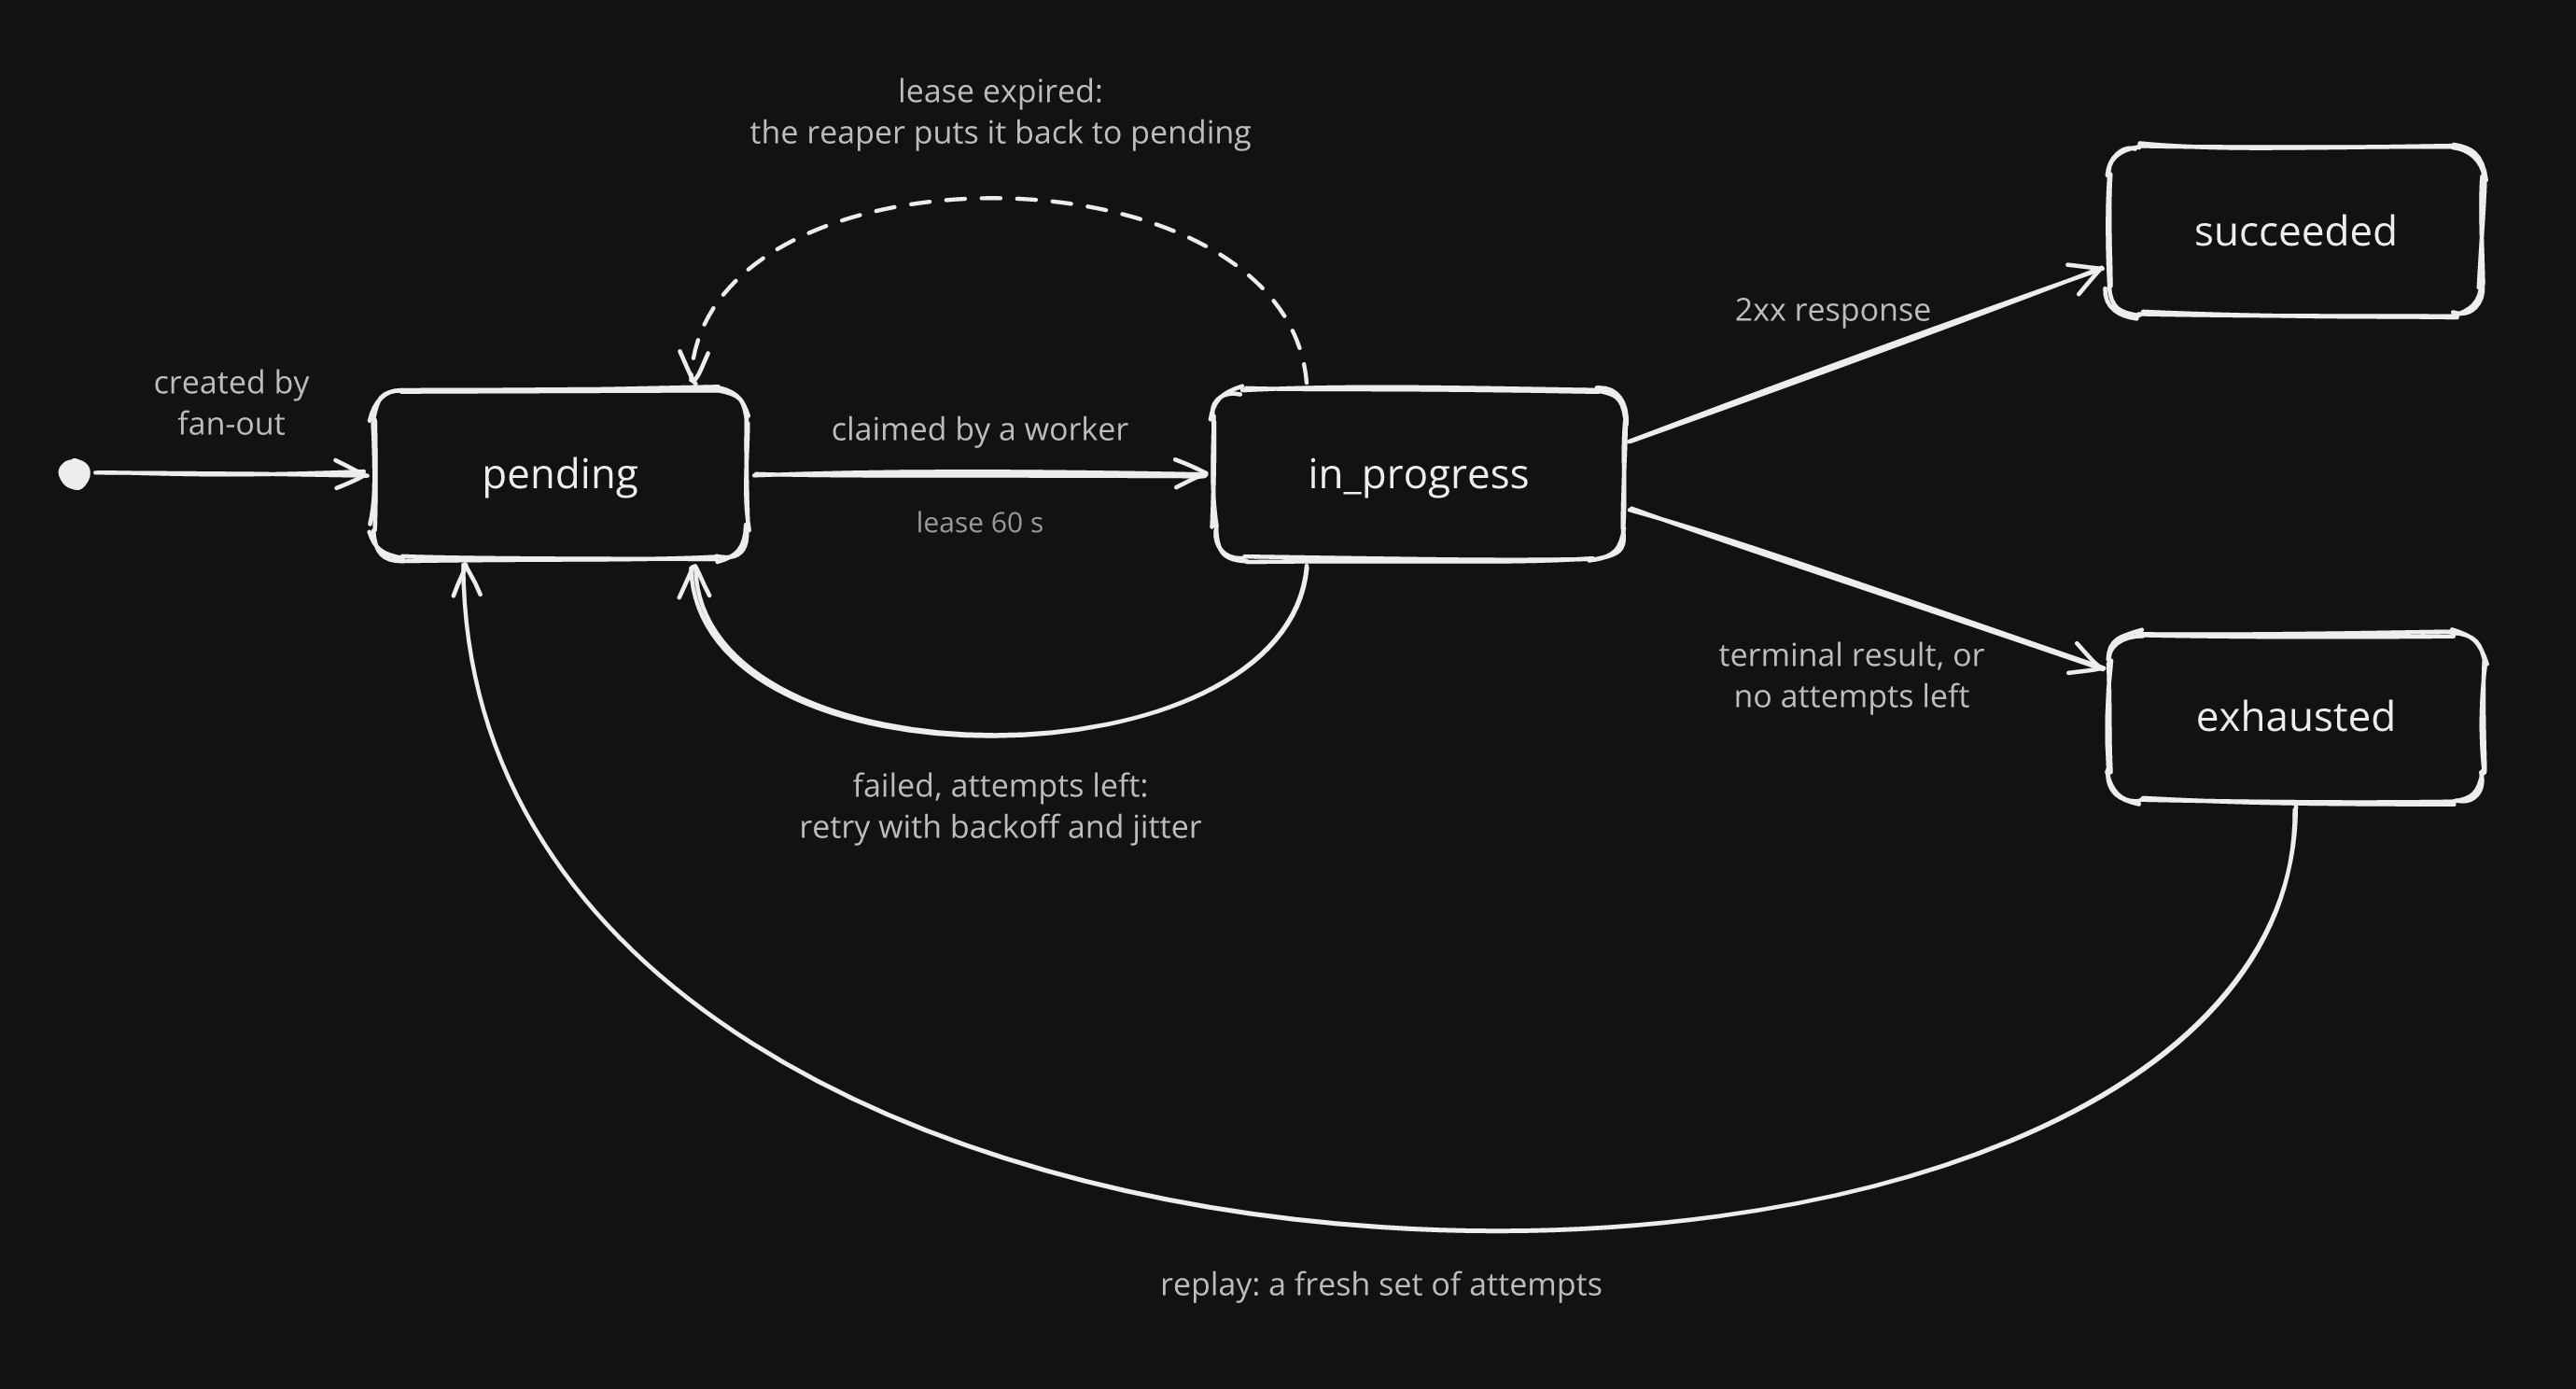 lease expired:
the reaper puts it back to pending
succeeded
2xx response
created by
fan-out
claimed by a worker
pending
in_progress
lease 60 s
terminal result, or
no attempts left
exhausted
failed, attempts left:
retry with backoff and jitter
replay: a fresh set of attempts